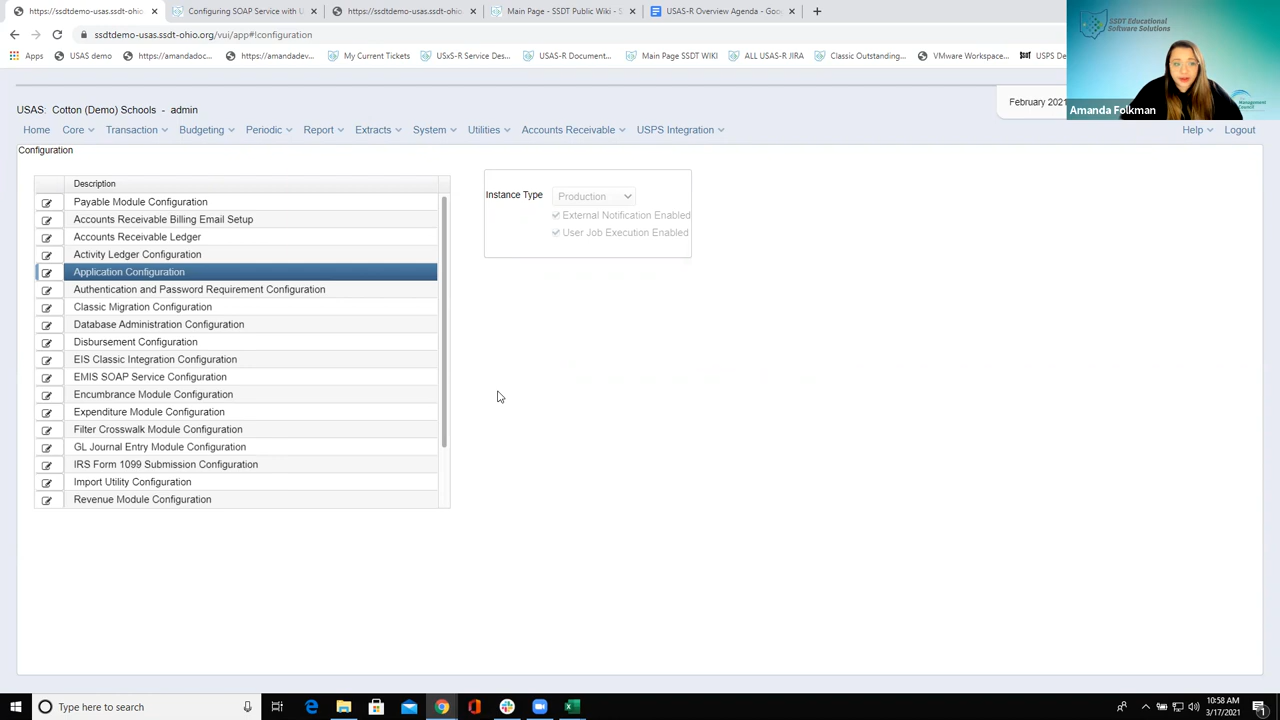 https://ssdtdemo-usas.ssdt-ohio
Configuring SOAP Service with U
https://ssdtdemo-usas.ssdt-ohio
Main Page - SSDT Public Wiki - S
USAS-R Overview Agenda - Goo
ssdtdemo-usas.ssdt-ohio.org/vui/app#!configuration
Apps
USAS demo
https://amandadoc...
https://amandadev...
My Current Tickets
USxS-R Service Des...
USAS-R Document...
Main Page SSDT WIKI
ALL USAS-R JIRA
Classic Outstanding...
VMware Workspace...
USPS De
SSDT Educational
Software Solutions
Management
Council
Amanda Folkman
USAS: Cotton (Demo) Schools - admin
February 2021
Home
Core
Transaction
Budgeting
Periodic
Report
Extracts
System
Utilities
Accounts Receivable
USPS Integration
Help
Logout
Configuration
Description
Payable Module Configuration
Accounts Receivable Billing Email Setup
Accounts Receivable Ledger
Activity Ledger Configuration
Application Configuration
Authentication and Password Requirement Configuration
Classic Migration Configuration
Database Administration Configuration
Disbursement Configuration
EIS Classic Integration Configuration
EMIS SOAP Service Configuration
Encumbrance Module Configuration
Expenditure Module Configuration
Filter Crosswalk Module Configuration
GL Journal Entry Module Configuration
IRS Form 1099 Submission Configuration
Import Utility Configuration
Revenue Module Configuration
Instance Type
Production
External Notification Enabled
User Job Execution Enabled
Type here to search
10:58 AM
3/17/2021
1